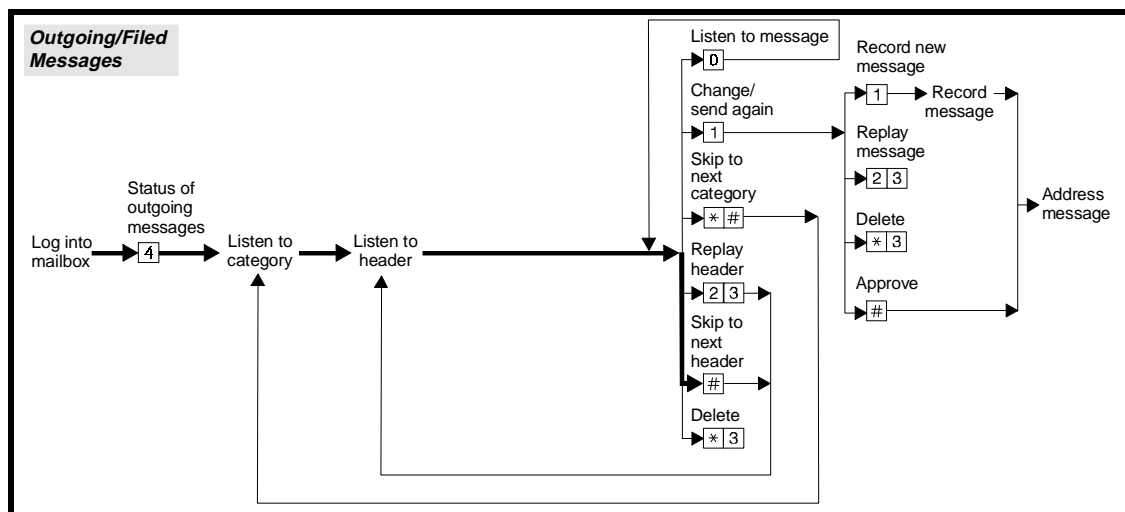 Outgoing/Filed
Messages
Log into
mailbox
Status of
outgoing
messages
4
Listen to
category
Listen to
header
Listen to message
0
Change/
send again
1
Skip to
next
category
* #
Replay
header
2 3
Skip to
next
header
#
Delete
* 3
Record new
message
1
Record
message
Replay
message
2 3
Delete
* 3
Approve
#
Address
message